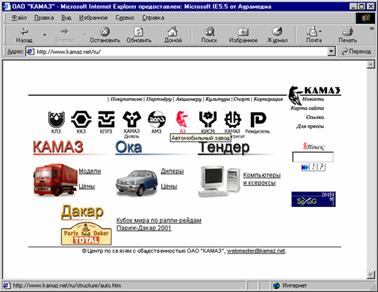 ОАО "КАМАЗ" - Microsoft Internet Explorer предоставлен: Microsoft IE5.5 от Аурамедиа
Файл Правка Вид Избранное Сервис Справка
Назад Вперед Остановить Обновить Домой Поиск Избранное Журнал Почта Печать
Адрес http://www.kamaz.net/ru/ Переход
КАМАЗ
| Покупателю | Партнёру | Акционеру | Культура | Спорт | Корпорация
Новости
Карта сайта
Ссылки
Для прессы
КЛЗ ККЗ КПРЗ КАМАЗ Дизель АМЗ АЗ КИСМ КАМАЗ Агрегат Ремдизель
Автомобильный завод
Поиск:
КАМАЗ Ока Тендер
Модели
Цены
Дилеры
Цены
Компьютеры и ксероксы
Дакар
Paris Dakar
TOTAL
Кубок мира по ралли-рейдам
Париж-Дакар 2001
© Центр по связям с общественностью ОАО "КАМАЗ", webmaster@kamaz.net.
http://www.kamaz.net/ru/structure/auto.htm Интернет